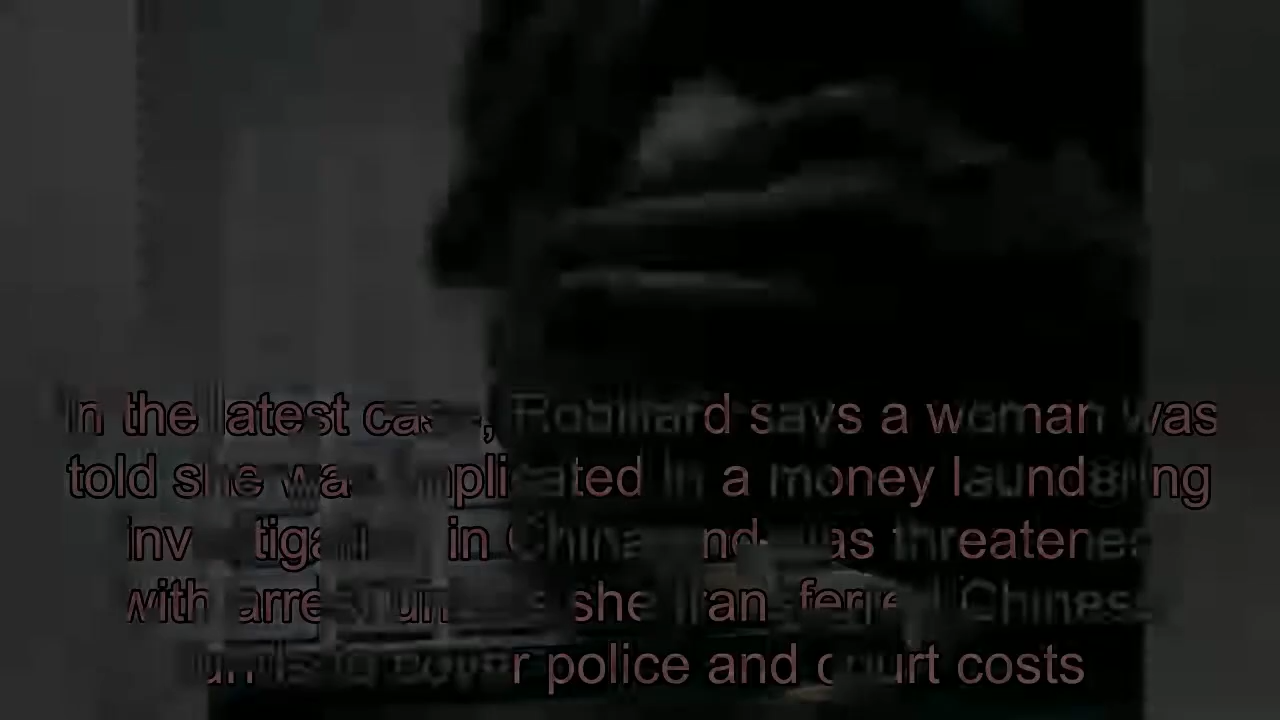 In the latest case, Robillard says a woman was
told she was implicated in a money laundering
investigation in China and was threatened
with arrest unless she transferred Chinese
funds to cover police and court costs